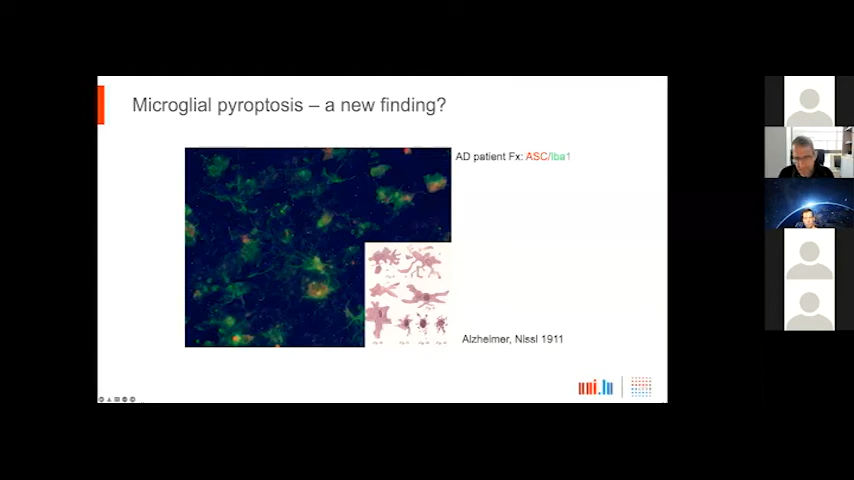 Microglial pyroptosis – a new finding?
AD patient Fx: ASC/Iba1
Alzheimer, Nissl 1911
uni.lu